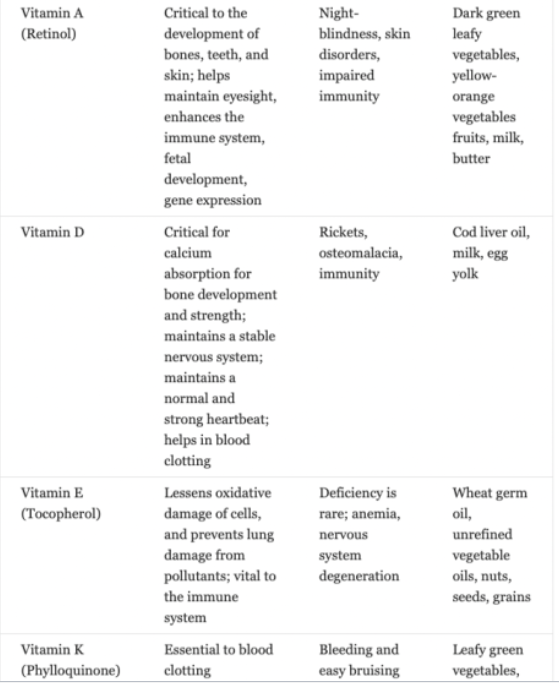 Vitamin A
(Retinol)
Critical to the
development of
bones, teeth, and
skin; helps
maintain eyesight,
enhances the
immune system,
fetal
development,
gene expression
Night-
blindness, skin
disorders,
impaired
immunity
Dark green
leafy
vegetables,
yellow-
orange
vegetables
fruits, milk,
butter
Vitamin D
Critical for
calcium
absorption for
bone development
and strength;
maintains a stable
nervous system;
maintains a
normal and
strong heartbeat;
helps in blood
clotting
Rickets,
osteomalacia,
immunity
Cod liver oil,
milk, egg
yolk
Vitamin E
(Tocopherol)
Lessens oxidative
damage of cells,
and prevents lung
damage from
pollutants; vital to
the immune
system
Deficiency is
rare; anemia,
nervous
system
degeneration
Wheat germ
oil,
unrefined
vegetable
oils, nuts,
seeds, grains
Vitamin K
(Phylloquinone)
Essential to blood
clotting
Bleeding and
easy bruising
Leafy green
vegetables,